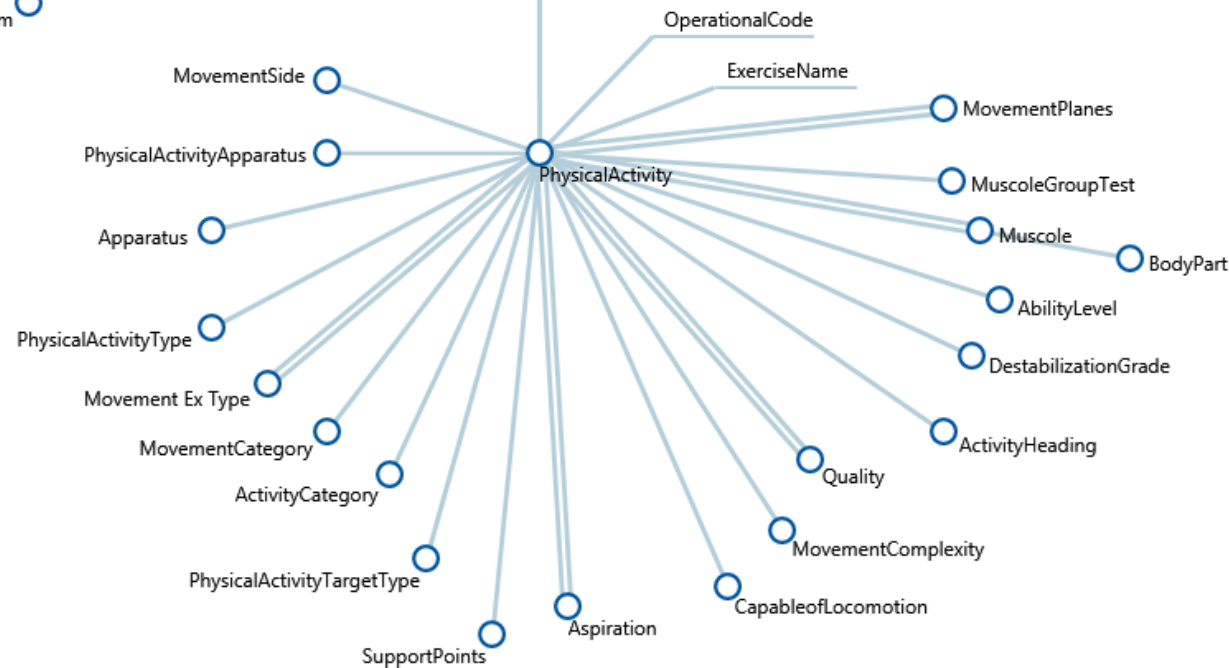 m
OperationalCode
ExerciseName
MovementSide
MovementPlanes
PhysicalActivityApparatus
PhysicalActivity
MuscoleGroupTest
Apparatus
Muscole
BodyPart
AbilityLevel
PhysicalActivityType
DestabilizationGrade
Movement Ex Type
MovementCategory
ActivityHeading
Quality
ActivityCategory
MovementComplexity
PhysicalActivityTargetType
CapableofLocomotion
Aspiration
SupportPoints